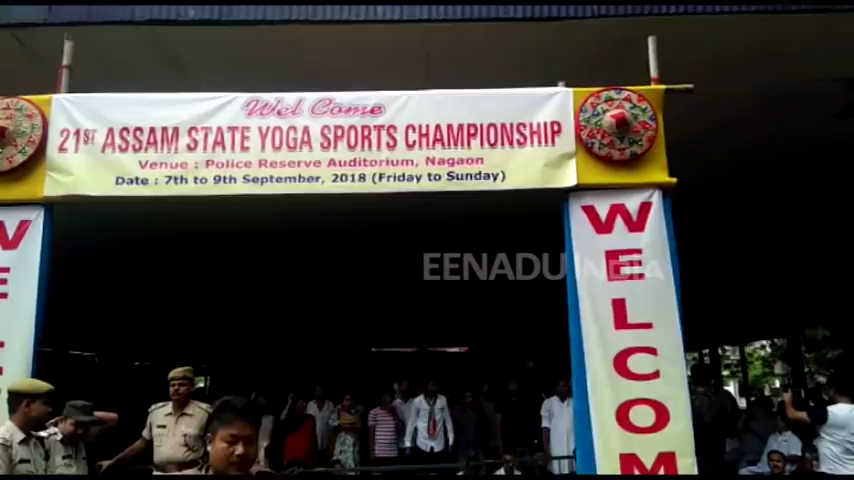 Wel Come
21ST ASSAM STATE YOGA SPORTS CHAMPIONSHIP
Venue : Police Reserve Auditorium, Nagaon
Date : 7th to 9th September, 2018 (Friday to Sunday)
EENADU INDIA
W
E
L
C
O
M